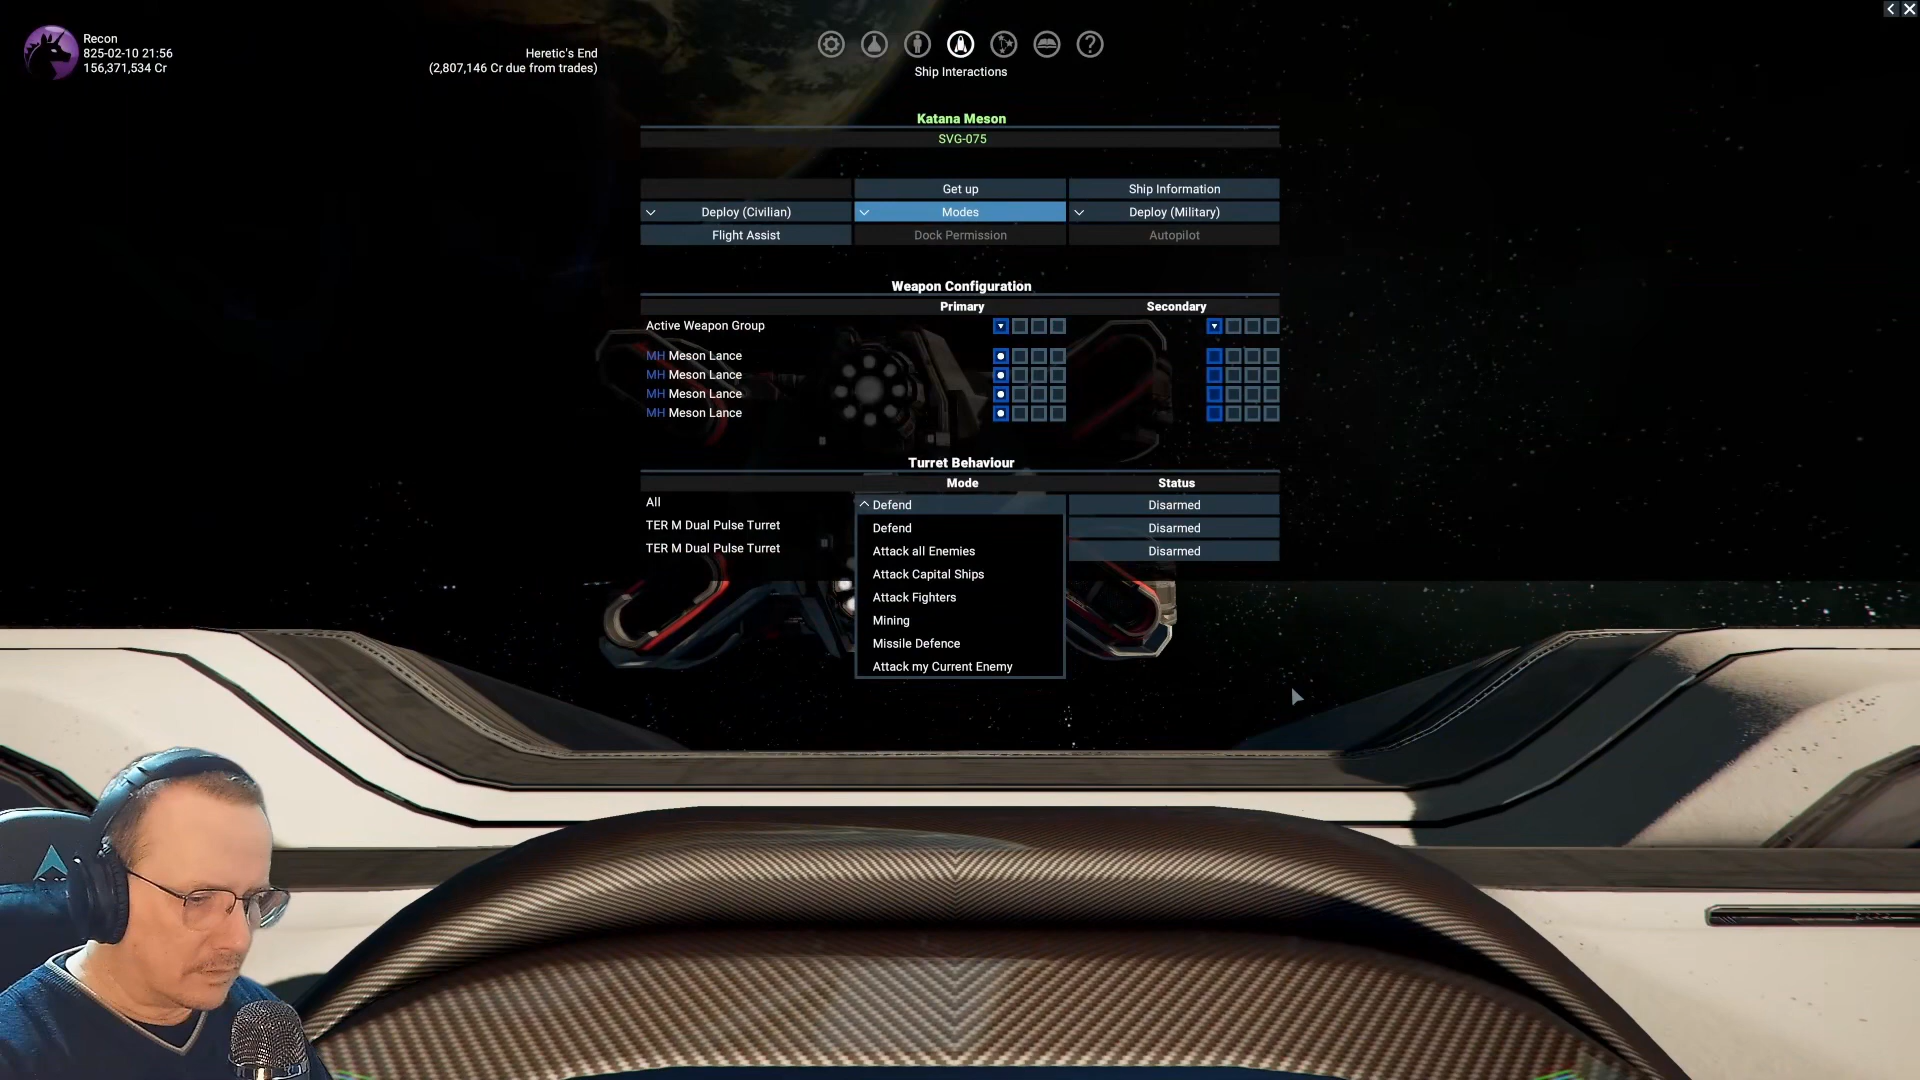 Recon
825-02-10 21:56
156,371,534 Cr
Heretic's End
(2,807,146 Cr due from trades)
Ship Interactions
Katana Meson
SVG-075
Get up
Ship Information
Deploy (Civilian)
Modes
Deploy (Military)
Flight Assist
Dock Permission
Autopilot
Weapon Configuration
Primary
Secondary
Active Weapon Group
MH Meson Lance
MH Meson Lance
MH Meson Lance
MH Meson Lance
Turret Behaviour
Mode
Status
All
Defend
Disarmed
TER M Dual Pulse Turret
Defend
Disarmed
TER M Dual Pulse Turret
Attack all Enemies
Disarmed
Attack Capital Ships
Attack Fighters
Mining
Missile Defence
Attack my Current Enemy